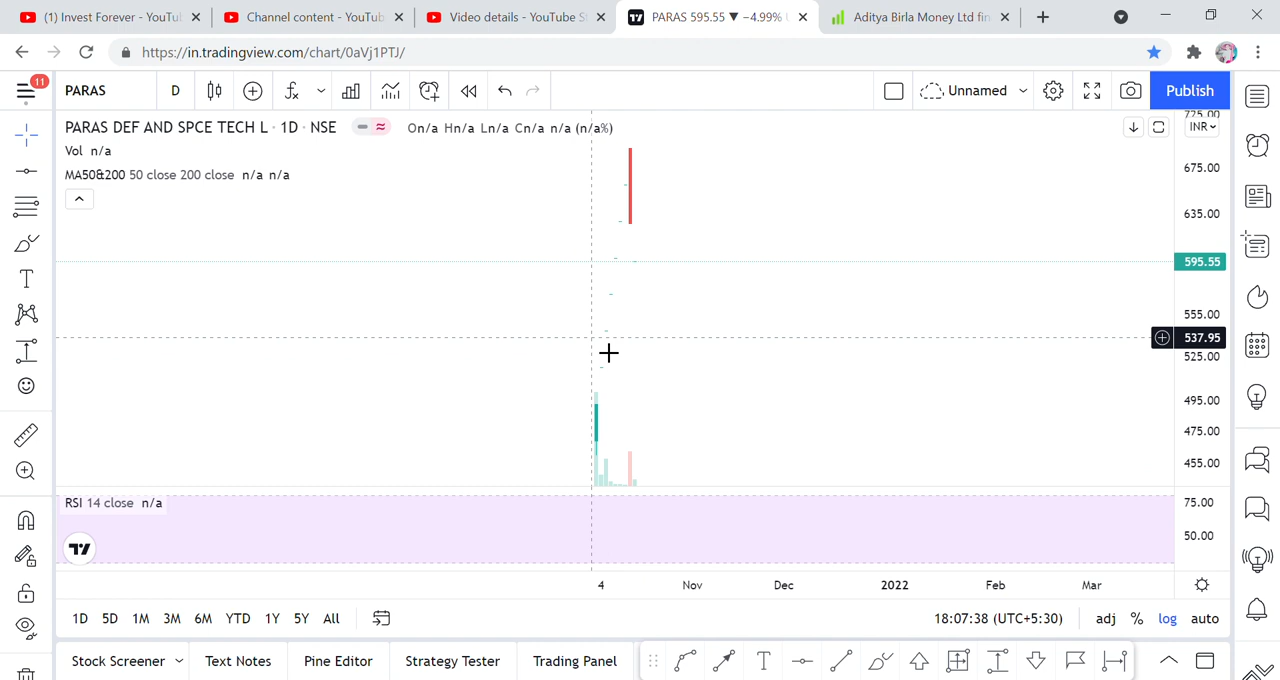 (1) Invest Forever - YouTu
Channel content - YouTub
Video details - YouTube S
PARAS 595.55 ▼ −4.99%
Aditya Birla Money Ltd fin
https://in.tradingview.com/chart/0aVj1PTJ/
11
PARAS
D
Unnamed
Publish
PARAS DEF AND SPCE TECH L · 1D · NSE
On/a Hn/a Ln/a Cn/a n/a (n/a%)
Vol n/a
MA50&200 50 close 200 close n/a n/a
775.00
INR
675.00
635.00
595.55
555.00
537.95
525.00
495.00
475.00
455.00
RSI 14 close n/a
75.00
50.00
4 Nov Dec 2022 Feb Mar
1D 5D 1M 3M 6M YTD 1Y 5Y All
18:07:38 (UTC+5:30) adj % log auto
Stock Screener Text Notes Pine Editor Strategy Tester Trading Panel